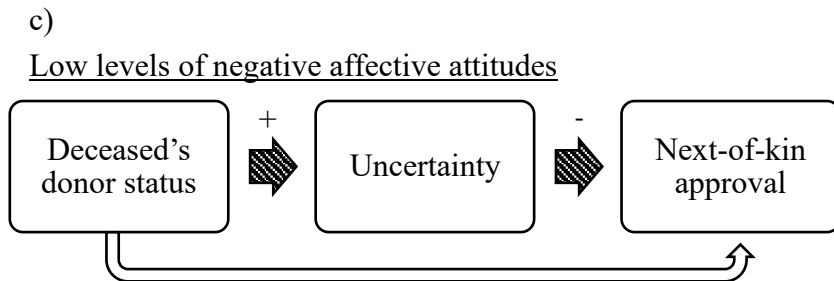 c)
Low levels of negative affective attitudes
+
-
Deceased's
donor status
Uncertainty
Next-of-kin
approval